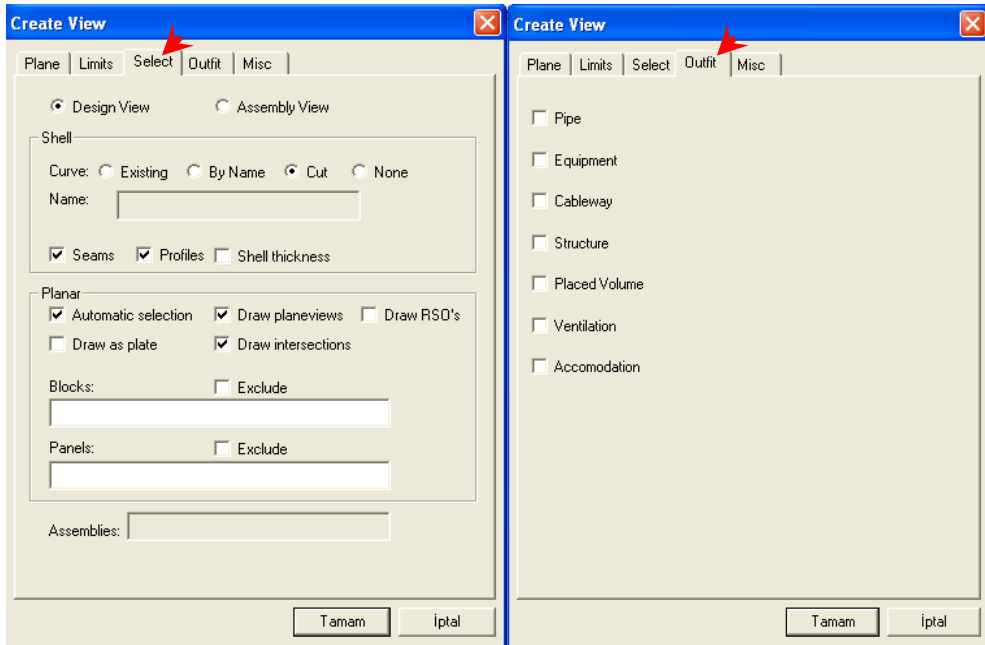 Create View
Plane Limits Select Outfit Misc
Design View Assembly View
Shell
Curve: Existing By Name Cut None
Name:
Seams Profiles Shell thickness
Planar
Automatic selection Draw planeviews Draw RSO's
Draw as plate Draw intersections
Blocks: Exclude
Panels: Exclude
Assemblies:
Tamam İptal
Create View
Plane Limits Select Outfit Misc
Pipe
Equipment
Cableway
Structure
Placed Volume
Ventilation
Accomodation
Tamam İptal